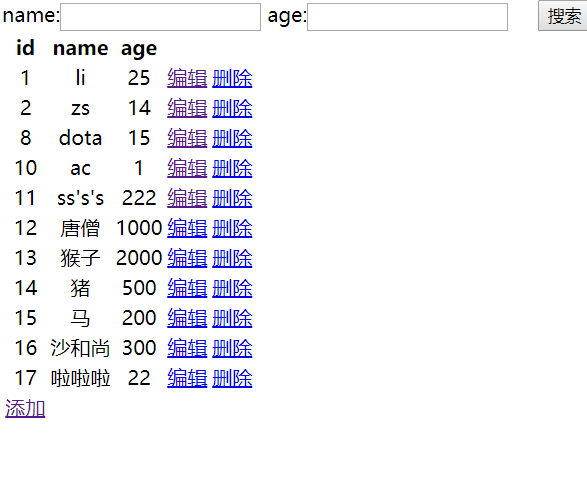 name: age: 搜索
id name age
1 li 25 编辑 删除
2 zs 14 编辑 删除
8 dota 15 编辑 删除
10 ac 1 编辑 删除
11 ss's's 222 编辑 删除
12 唐僧 1000 编辑 删除
13 猴子 2000 编辑 删除
14 猪 500 编辑 删除
15 马 200 编辑 删除
16 沙和尚 300 编辑 删除
17 啦啦啦 22 编辑 删除
添加